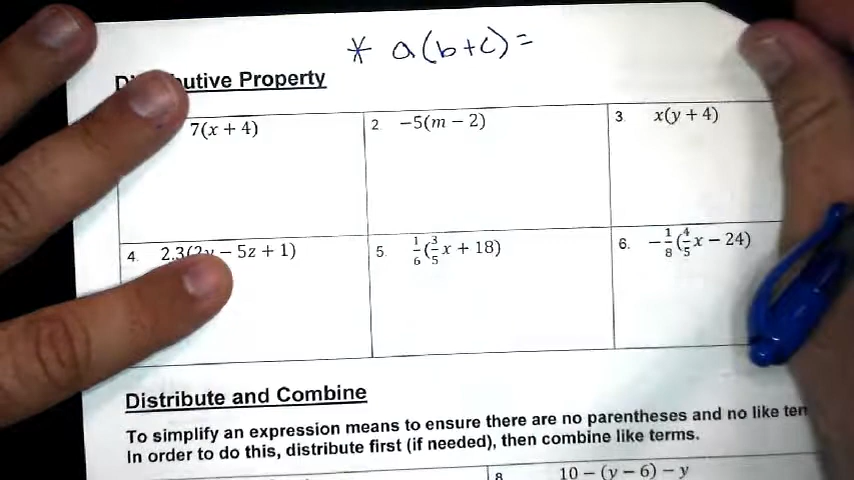 * a(b+c) =
Distributive Property
7(x + 4)
2 −5(m − 2)
3. x(y + 4)
4. 2.3(2y − 5z + 1)
5. 1/6(3/5x + 18)
6. −1/8(4/5x − 24)
Distribute and Combine
To simplify an expression means to ensure there are no parentheses and no like
In order to do this, distribute first (if needed), then combine like terms.
8 10 − (y − 6) − y